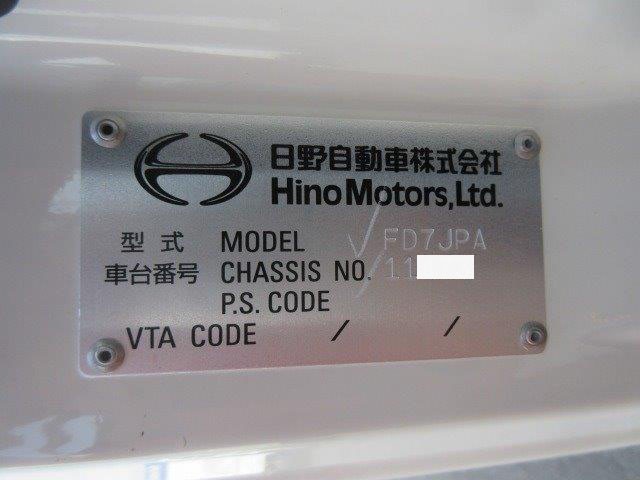 日野自動車株式会社
Hino Motors, Ltd.
型式 MODEL FD7JPA
車台番号 CHASSIS NO. 11
P.S. CODE
VTA CODE / /